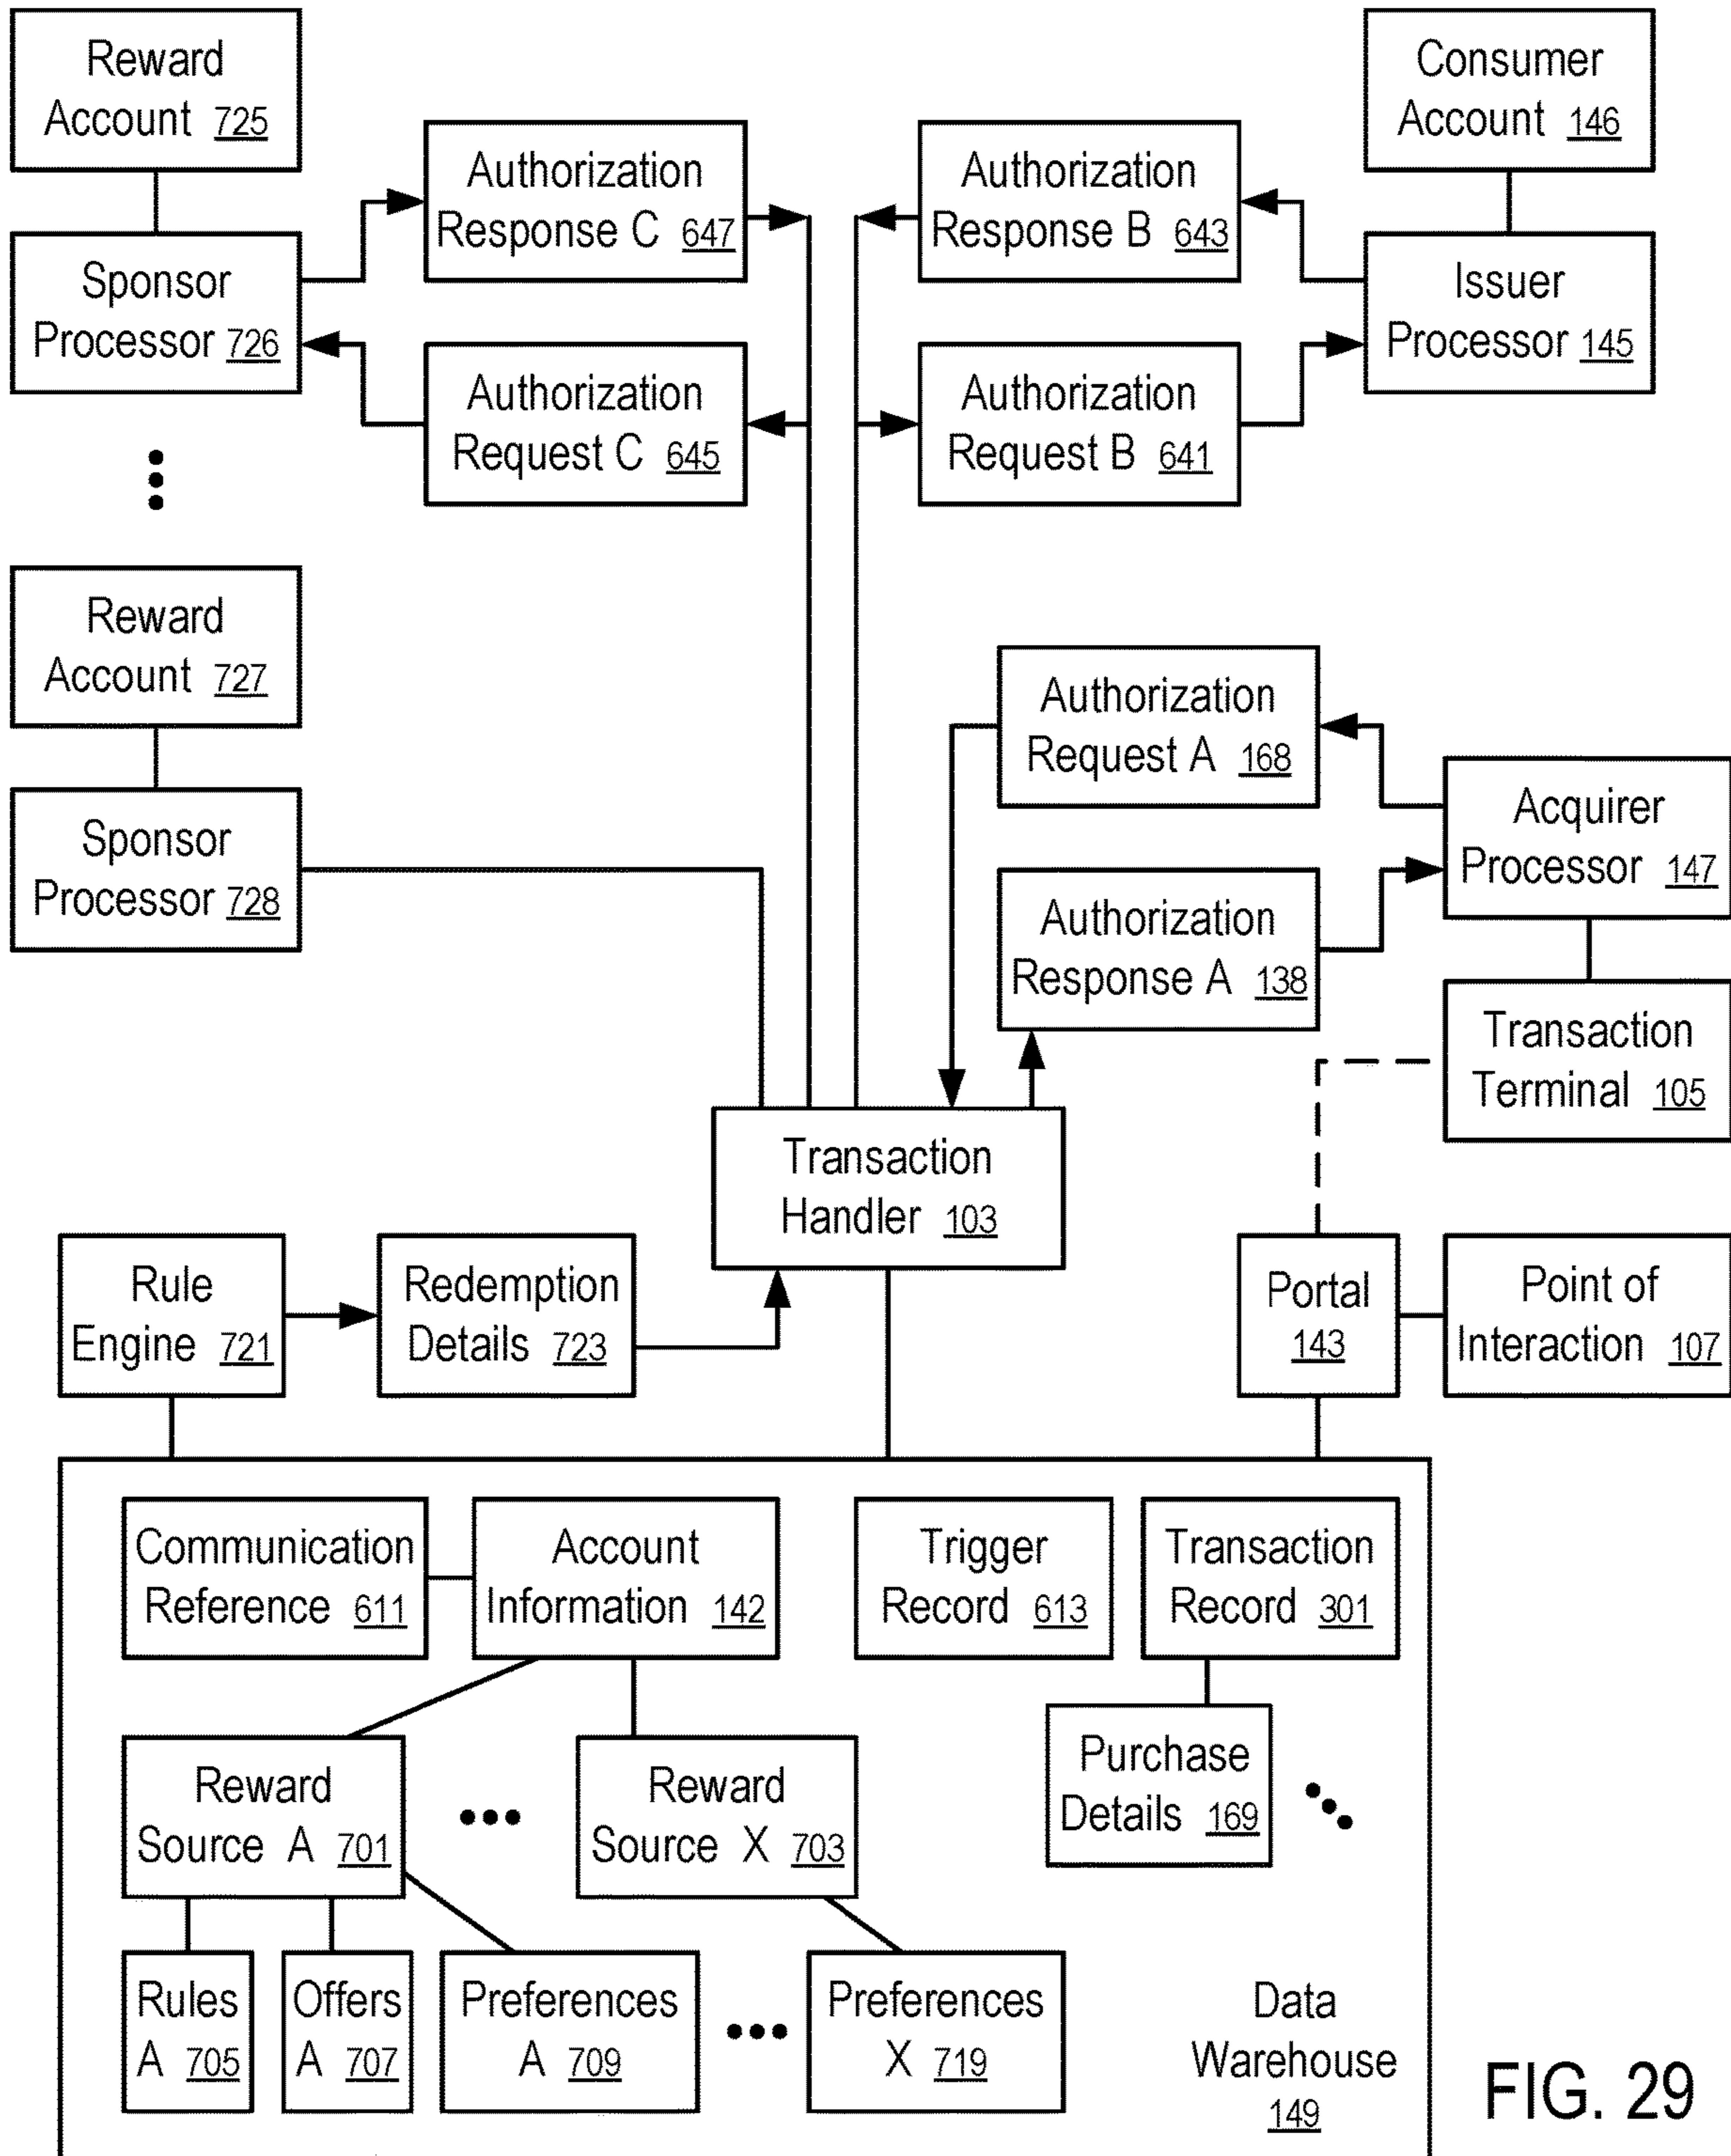 Reward
Account 725
Consumer
Account 146
Authorization
Response C 647
Authorization
Response B 643
Sponsor
Processor 726
Issuer
Processor 145
Authorization
Request C 645
Authorization
Request B 641
Reward
Account 727
Authorization
Request A 168
Sponsor
Processor 728
Acquirer
Processor 147
Authorization
Response A 138
Transaction
Terminal 105
Transaction
Handler 103
Rule
Engine 721
Redemption
Details 723
Portal
143
Point of
Interaction 107
Communication
Reference 611
Account
Information 142
Trigger
Record 613
Transaction
Record 301
Reward
Source A 701
Reward
Source X 703
Purchase
Details 169
Rules
A 705
Offers
A 707
Preferences
A 709
Preferences
X 719
Data
Warehouse
149
FIG. 29